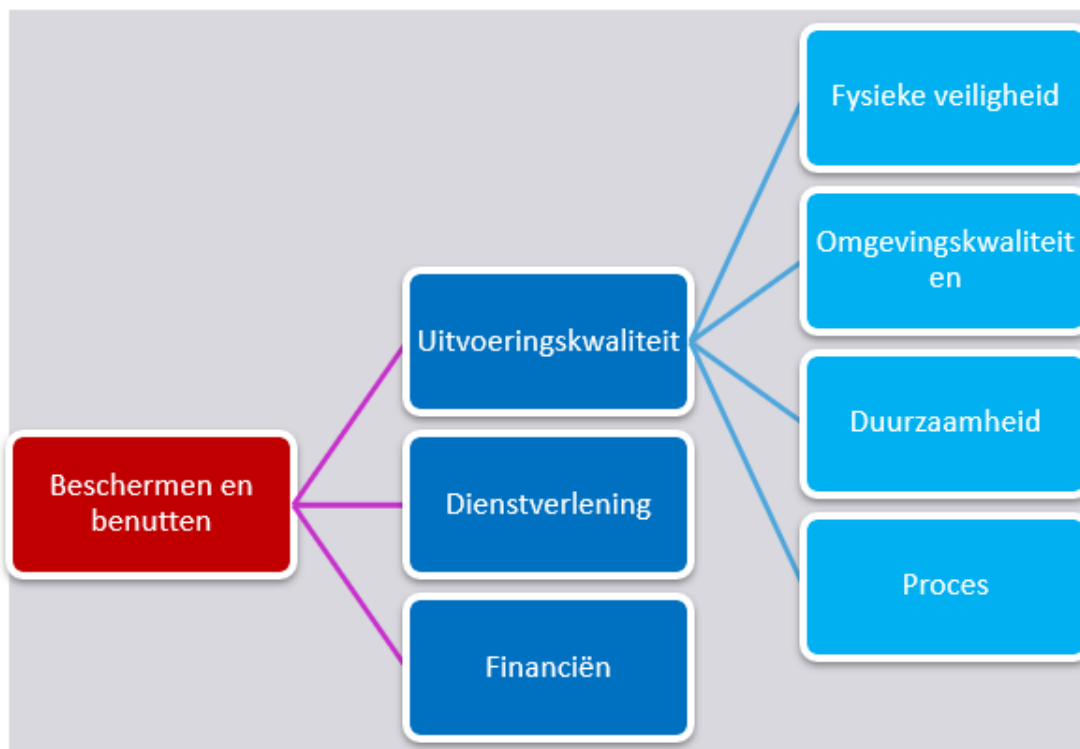 Beschermen en
benutten
Uitvoeringskwaliteit
Dienstverlening
Financiën
Fysieke veiligheid
Omgevingskwaliteit
en
Duurzaamheid
Proces